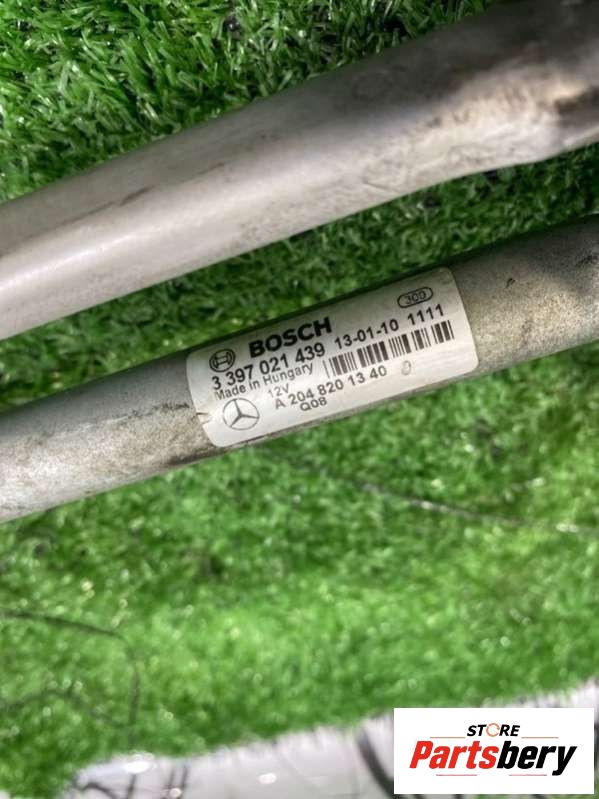 309
BOSCH 13-01-10 1111
3 397 021 439
Made in Hungary
12V
A 204 820 13 40 0
Q08
STORE
Partsbery